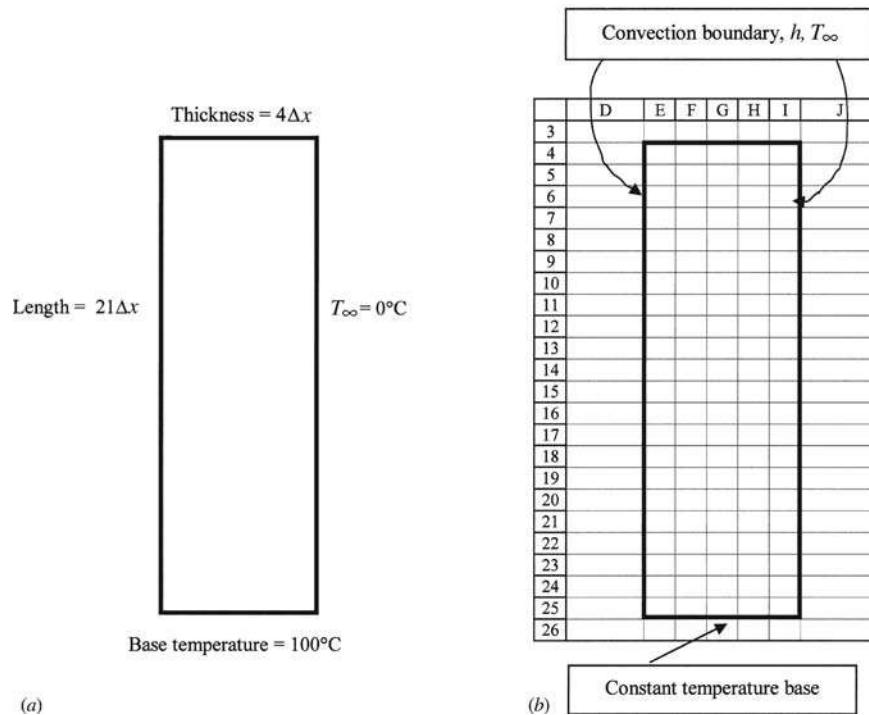 Thickness = 4Δx
Length = 21Δx
T∞ = 0°C
Base temperature = 100°C
(a)
Convection boundary, h, T∞
D E F G H I J
3
4
5
6
7
8
9
10
11
12
13
14
15
16
17
18
19
20
21
22
23
24
25
26
Constant temperature base
(b)